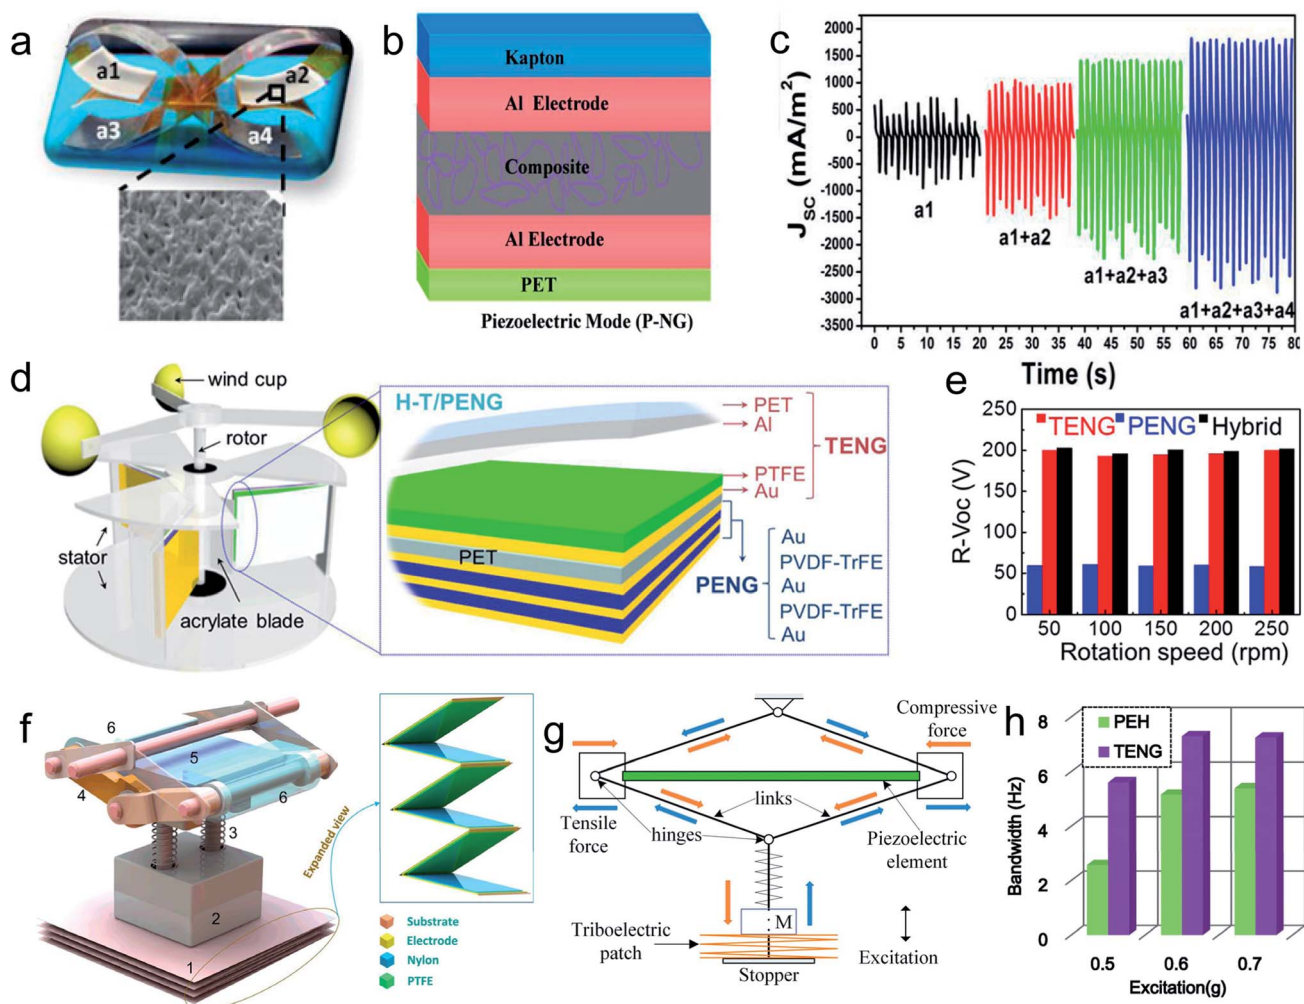 a
a1
a2
a3
a4
b
Kapton
Al Electrode
Composite
Al Electrode
PET
Piezoelectric Mode (P-NG)
c
J_SC (mA/m²)
2000
1500
1000
500
0
-500
-1000
1500
2000
-2500
-3000
-3500
a1
a1+a2
a1+a2+a3
a1+a2+a3+a4
0 5 10 15 20 25 30 35 40 45 50 55 60 65 70 75 80
Time (s)
d
wind cup
rotor
stator
acrylate blade
H-T/PENG
PET
Al
TENG
PTFE
Au
PET
PENG
Au
PVDF-TrFE
Au
PVDF-TrFE
Au
e
TENG PENG Hybrid
R-Voc (V)
250
200
150
100
50
0
50 100 150 200 250
Rotation speed (rpm)
f
6
5
4
6
3
2
1
Expanded view
Substrate
Electrode
Nylon
PTFE
g
Compressive
force
Tensile
force
hinges
links
Piezoelectric
element
M
Triboelectric
patch
Stopper
Excitation
h
PEH
TENG
Bandwidth (Hz)
8
6
4
2
0
0.5 0.6 0.7
Excitation(g)